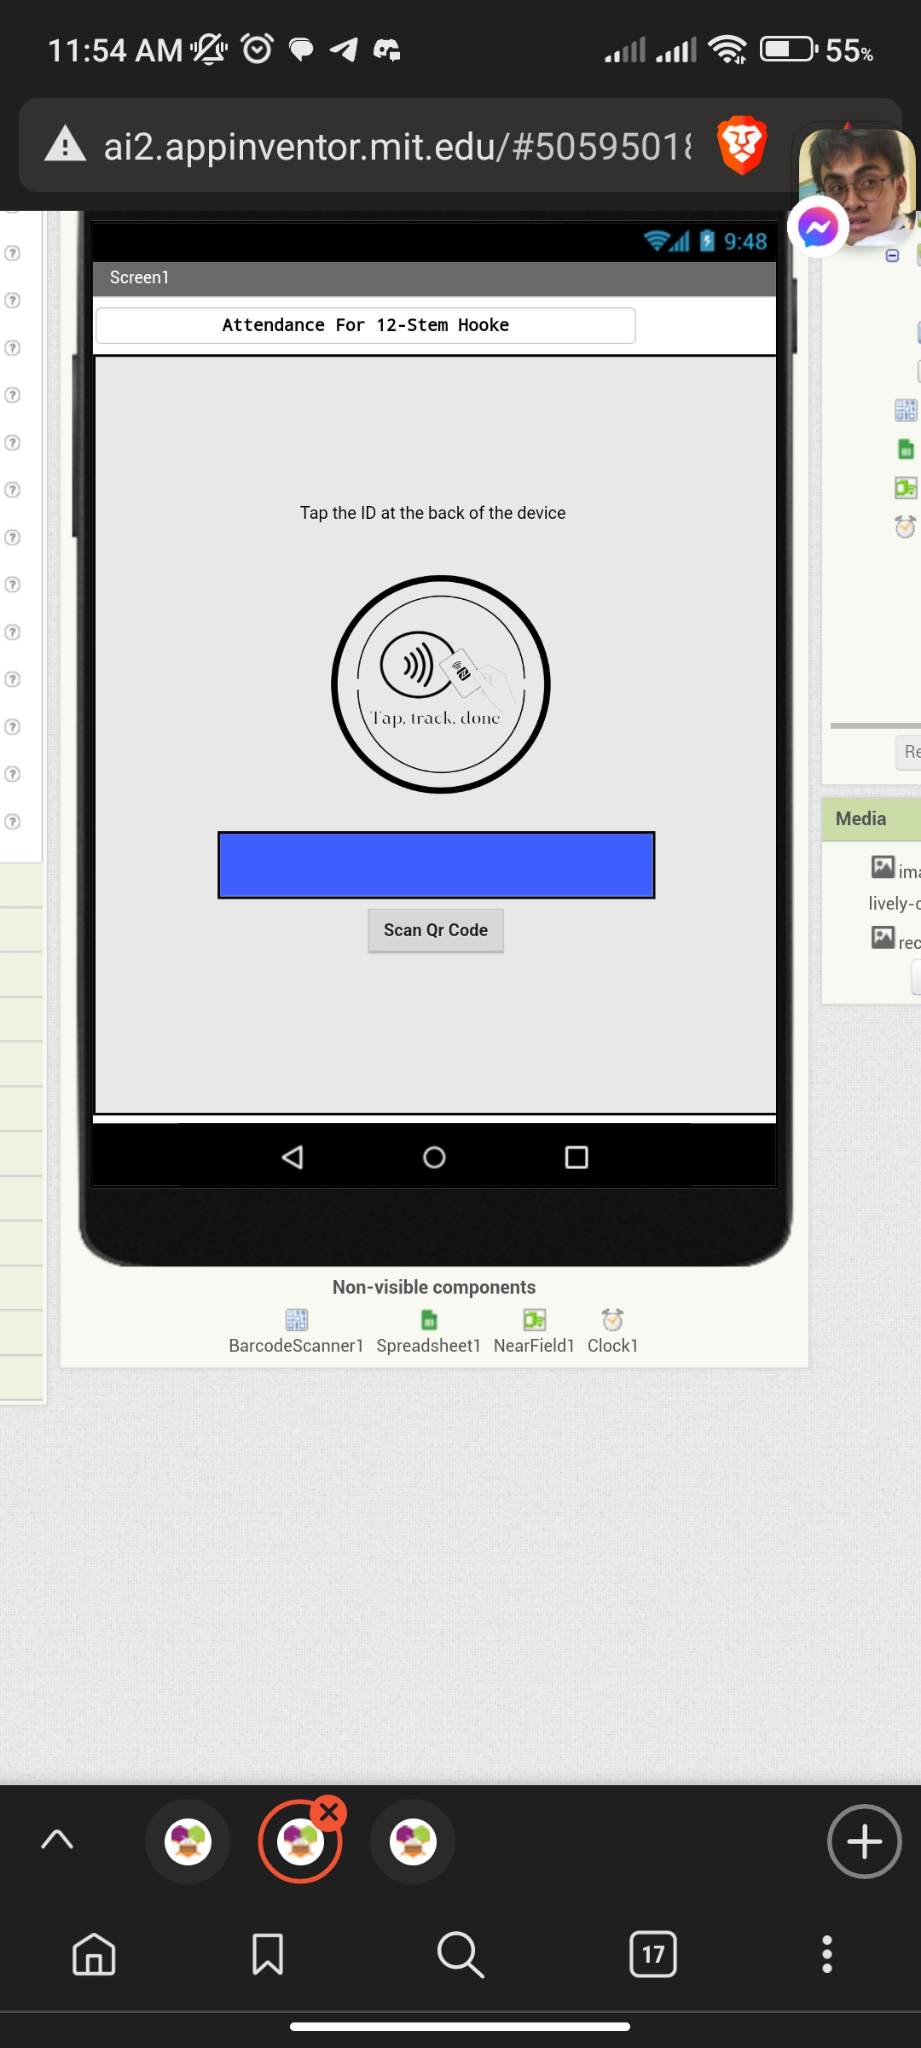 11:54 AM
55%
ai2.appinventor.mit.edu/#5059501
9:48
Screen1
Attendance For 12-Stem Hooke
Tap the ID at the back of the device
Tap, track, done
Scan Qr Code
Re
Media
ima
lively-c
rec
Non-visible components
BarcodeScanner1 Spreadsheet1 NearField1 Clock1
17